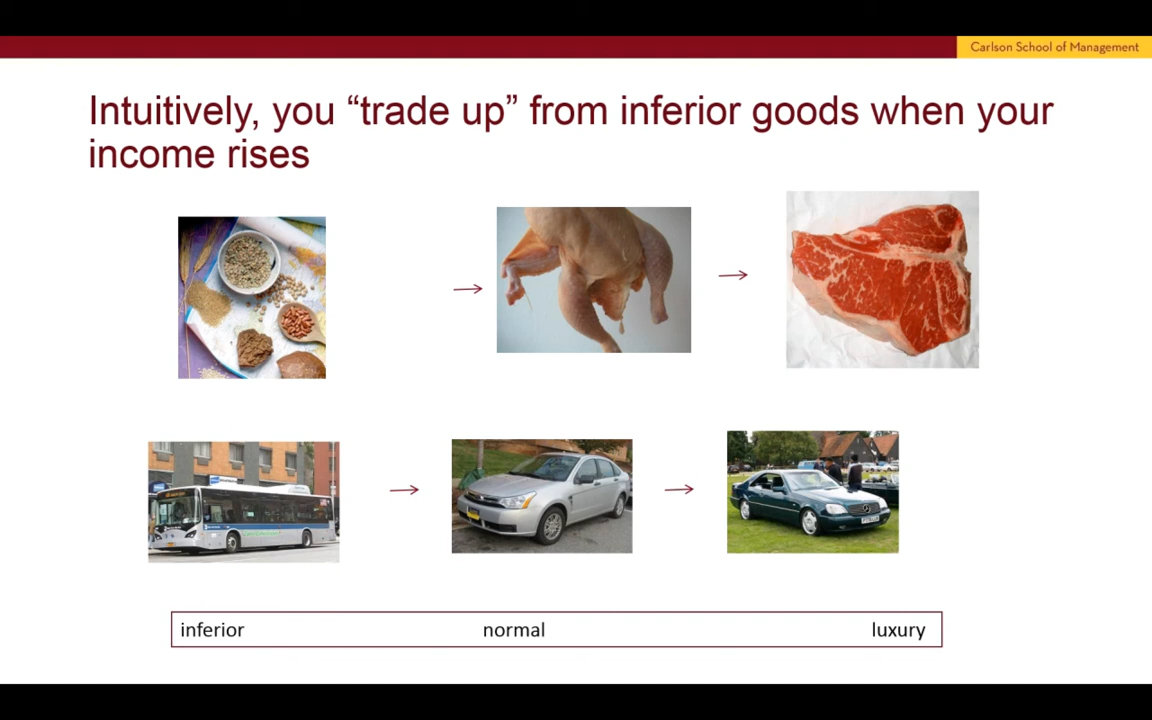 Carlson School of Management
Intuitively, you “trade up” from inferior goods when your
income rises
inferior normal luxury